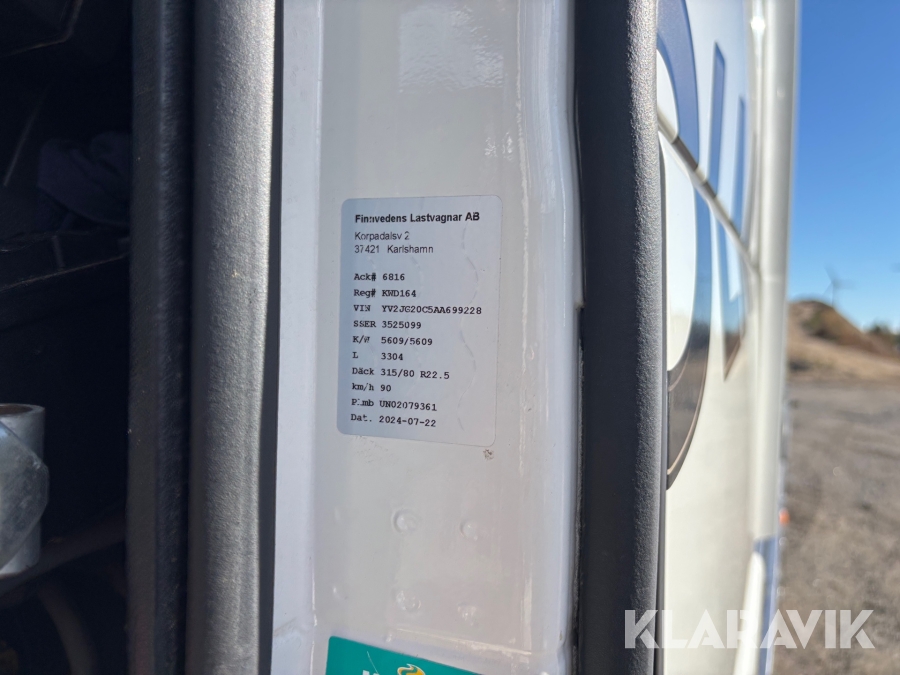 Finnvedens Lastvagnar AB
Korpadalsv 2
37421 Karlshamn
Ack# 6816
Reg# KWD164
VIN YV2JG20C5AA699228
SSER 3525099
K/W 5609/5609
L 3304
Däck 315/80 R22.5
km/h 90
Plmb UN02079361
Dat. 2024-07-22
KLARAVIK